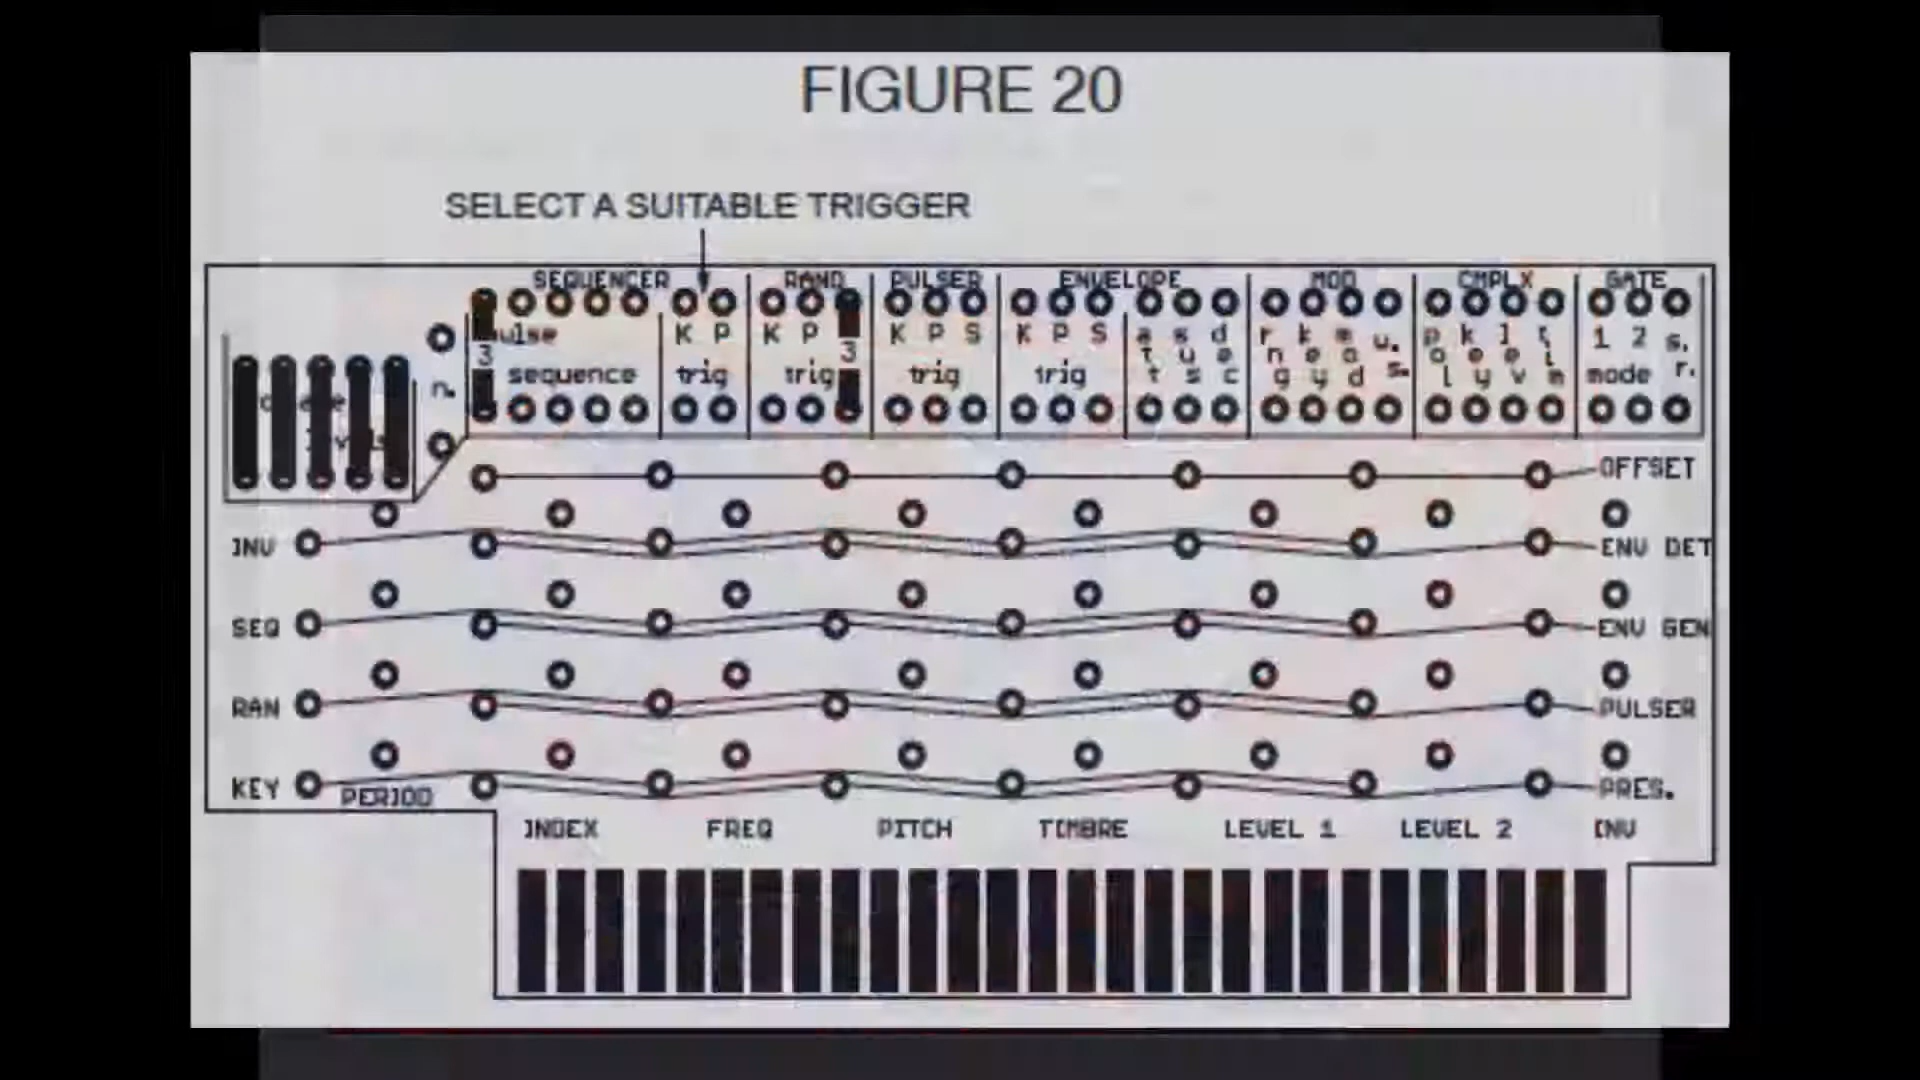 FIGURE 20
SELECT A SUITABLE TRIGGER
SEQUENCER RAND PULSER ENVELOPE MOD CMPLX GATE
K P K P K P S K P S 1 2 s.
r.
n. 3 sequence trig 3 trig trig trig mode
OFFSET
INV ENV DET
SEQ ENV GEN
RAN PULSER
KEY PERIOD PRES.
INDEX FREQ PITCH TIMBRE LEVEL 1 LEVEL 2 INV